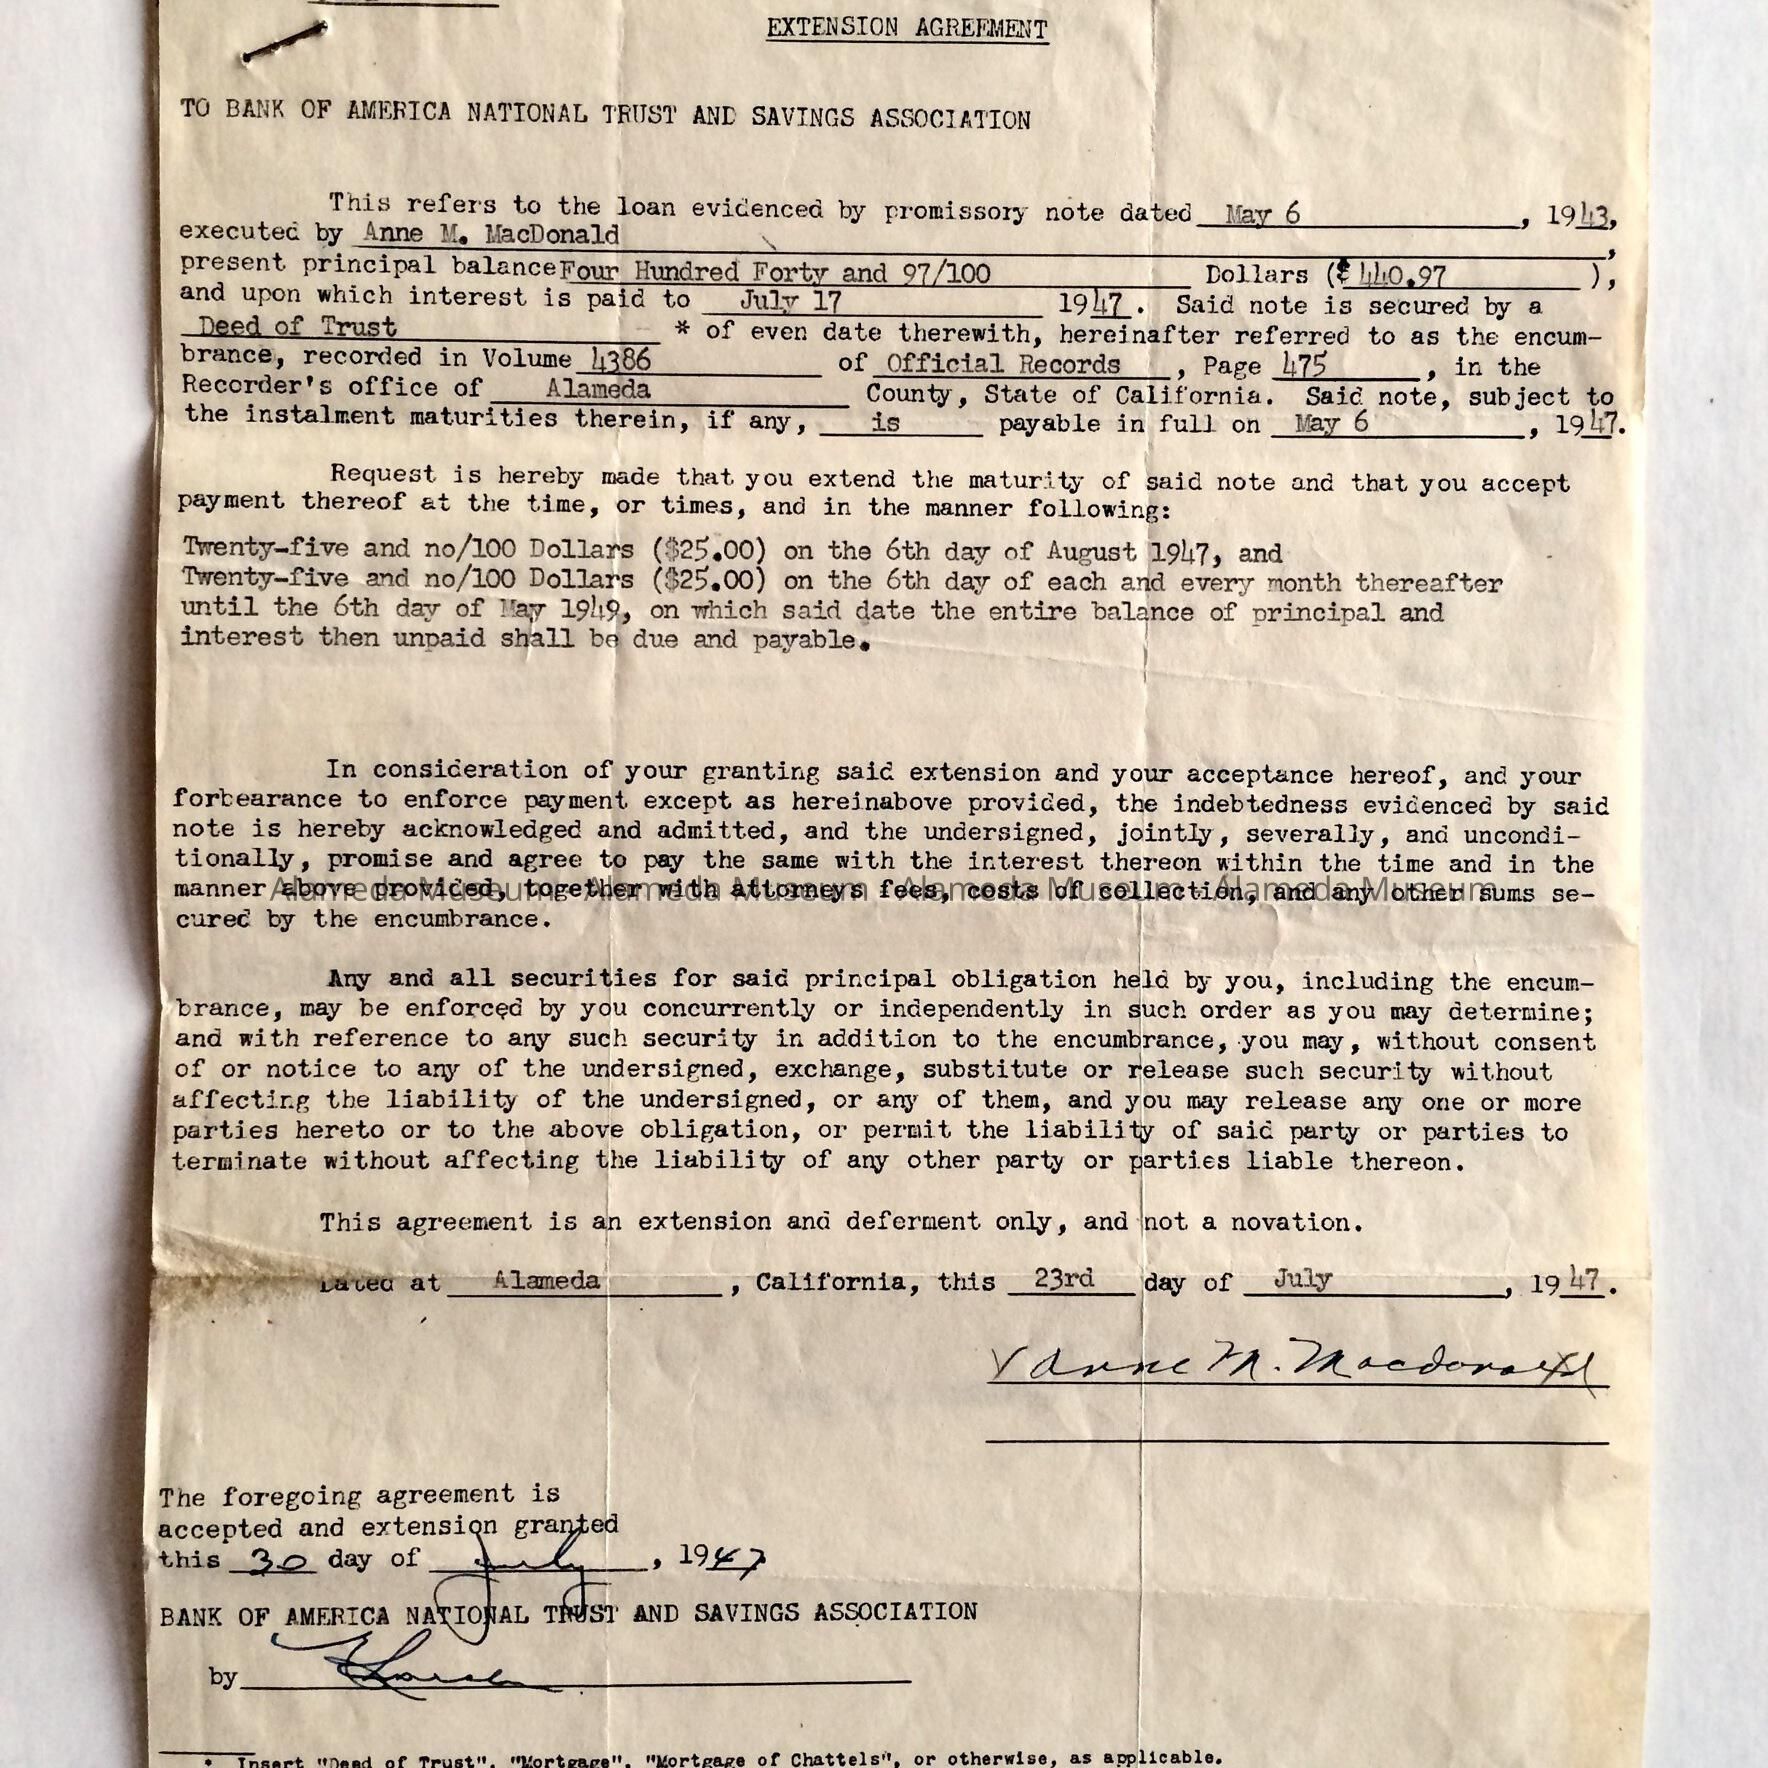 EXTENSION AGREEMENT
TO BANK OF AMERICA NATIONAL TRUST AND SAVINGS ASSOCIATION
This refers to the loan evidenced by promissory note dated May 6, 1943,
executed by Anne M. MacDonald,
present principal balance Four Hundred Forty and 97/100 Dollars ($440.97),
and upon which interest is paid to July 17 1947. Said note is secured by a
Deed of Trust * of even date therewith, hereinafter referred to as the encum-
brance, recorded in Volume 4386 of Official Records, Page 475, in the
Recorder's office of Alameda County, State of California. Said note, subject to
the instalment maturities therein, if any, is payable in full on May 6, 1947.
Request is hereby made that you extend the maturity of said note and that you accept
payment thereof at the time, or times, and in the manner following:
Twenty-five and no/100 Dollars ($25.00) on the 6th day of August 1947, and
Twenty-five and no/100 Dollars ($25.00) on the 6th day of each and every month thereafter
until the 6th day of May 1949, on which said date the entire balance of principal and
interest then unpaid shall be due and payable.
In consideration of your granting said extension and your acceptance hereof, and your
forbearance to enforce payment except as hereinabove provided, the indebtedness evidenced by said
note is hereby acknowledged and admitted, and the undersigned, jointly, severally, and uncondi-
tionally, promise and agree to pay the same with the interest thereon within the time and in the
manner above provided, together with attorneys fees, costs of collection, and any other sums se-
Alameda Museum Alameda Museum Alameda Museum Alameda Museum
cured by the encumbrance.
Any and all securities for said principal obligation held by you, including the encum-
brance, may be enforced by you concurrently or independently in such order as you may determine;
and with reference to any such security in addition to the encumbrance, you may, without consent
of or notice to any of the undersigned, exchange, substitute or release such security without
affecting the liability of the undersigned, or any of them, and you may release any one or more
parties hereto or to the above obligation, or permit the liability of said party or parties to
terminate without affecting the liability of any other party or parties liable thereon.
This agreement is an extension and deferment only, and not a novation.
Dated at Alameda, California, this 23rd day of July, 1947.
Anne M. Macdonald
The foregoing agreement is
accepted and extension granted
this 30 day of July, 1947
BANK OF AMERICA NATIONAL TRUST AND SAVINGS ASSOCIATION
by
* Insert "Deed of Trust", "Mortgage", "Mortgage of Chattels", or otherwise, as applicable.